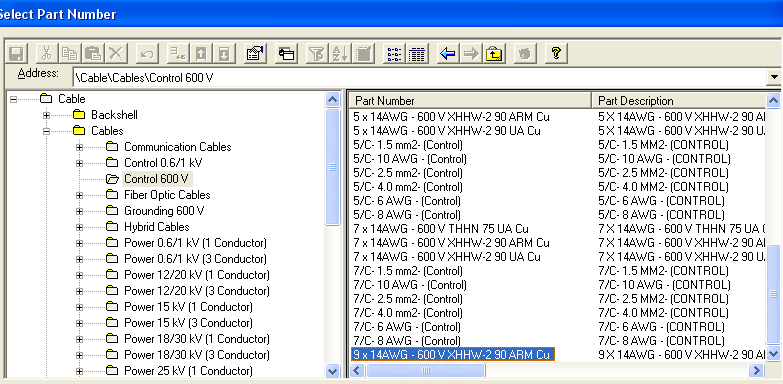 Select Part Number
Address: \Cable\Cables\Control 600 V
Cable
Backshell
Cables
Communication Cables
Control 0.6/1 kV
Control 600 V
Fiber Optic Cables
Grounding 600 V
Hybrid Cables
Power 0.6/1 kV (1 Conductor)
Power 0.6/1 kV (3 Conductor)
Power 12/20 kV (1 Conductor)
Power 12/20 kV (3 Conductor)
Power 15 kV (1 Conductor)
Power 15 kV (3 Conductor)
Power 18/30 kV (1 Conductor)
Power 18/30 kV (3 Conductor)
Power 25 kV (1 Conductor)
Part Number Part Description
5 x 14AWG - 600 V XHHW-2 90 ARM Cu 5 X 14AWG - 600 V XHHW-2 90 A
5 x 14AWG - 600 V XHHW-2 90 UA Cu 5 X 14AWG - 600 V XHHW-2 90 U
5/C- 1.5 mm2- (Control) 5/C- 1.5 MM2- (CONTROL)
5/C- 10 AWG - (Control) 5/C- 10 AWG - (CONTROL)
5/C- 2.5 mm2- (Control) 5/C- 2.5 MM2- (CONTROL)
5/C- 4.0 mm2- (Control) 5/C- 4.0 MM2- (CONTROL)
5/C- 6 AWG - (Control) 5/C- 6 AWG - (CONTROL)
5/C- 8 AWG - (Control) 5/C- 8 AWG - (CONTROL)
7 x 14AWG - 600 V THHN 75 UA Cu 7 X 14AWG - 600 V THHN 75 UA
7 x 14AWG - 600 V XHHW-2 90 ARM Cu 7 X 14AWG - 600 V XHHW-2 90 A
7 x 14AWG - 600 V XHHW-2 90 UA Cu 7 X 14AWG - 600 V XHHW-2 90 U
7/C- 1.5 mm2- (Control) 7/C- 1.5 MM2- (CONTROL)
7/C- 10 AWG - (Control) 7/C- 10 AWG - (CONTROL)
7/C- 2.5 mm2- (Control) 7/C- 2.5 MM2- (CONTROL)
7/C- 4.0 mm2- (Control) 7/C- 4.0 MM2- (CONTROL)
7/C- 6 AWG - (Control) 7/C- 6 AWG - (CONTROL)
7/C- 8 AWG - (Control) 7/C- 8 AWG - (CONTROL)
9 x 14AWG - 600 V XHHW-2 90 ARM Cu 9 X 14AWG - 600 V XHHW-2 90 A